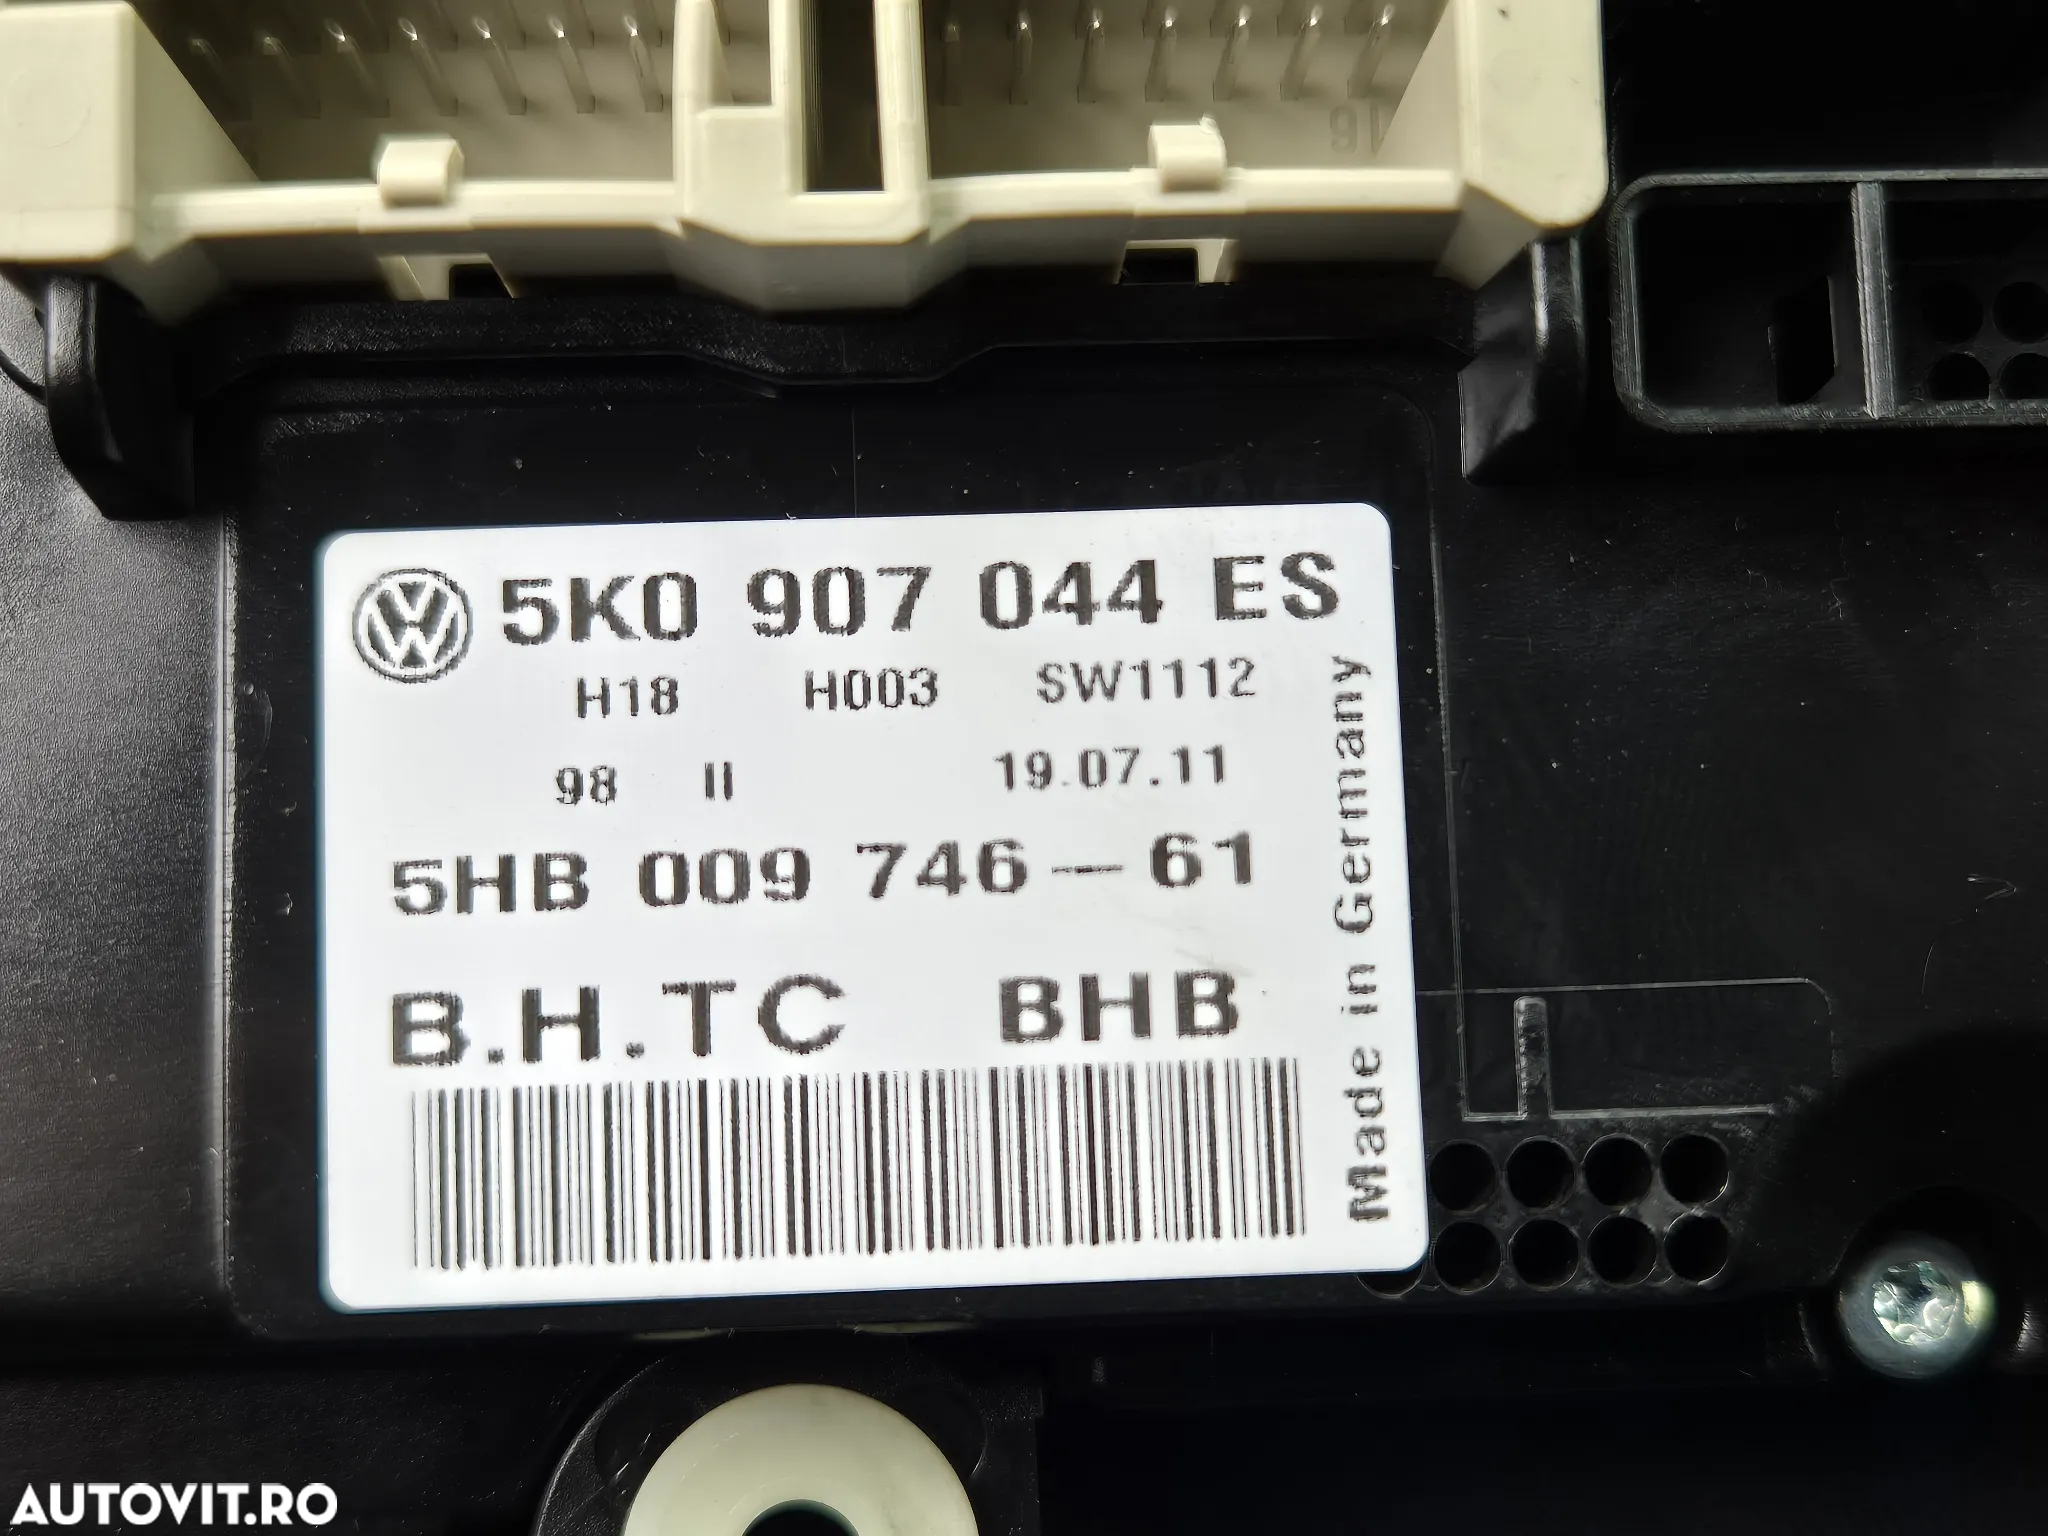 16
5K0 907 044 ES
H18 H003 SW1112
98 II 19.07.11
5HB 009 746-61
B.H.TC BHB
Made in Germany
AUTOVIT.RO